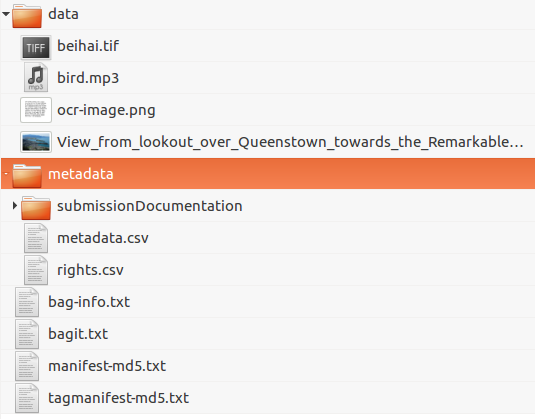 data
TIFF
beihai.tif
mp3
bird.mp3
ocr-image.png
View_from_lookout_over_Queenstown_towards_the_Remarkable...
metadata
submissionDocumentation
metadata.csv
rights.csv
bag-info.txt
bagit.txt
manifest-md5.txt
tagmanifest-md5.txt